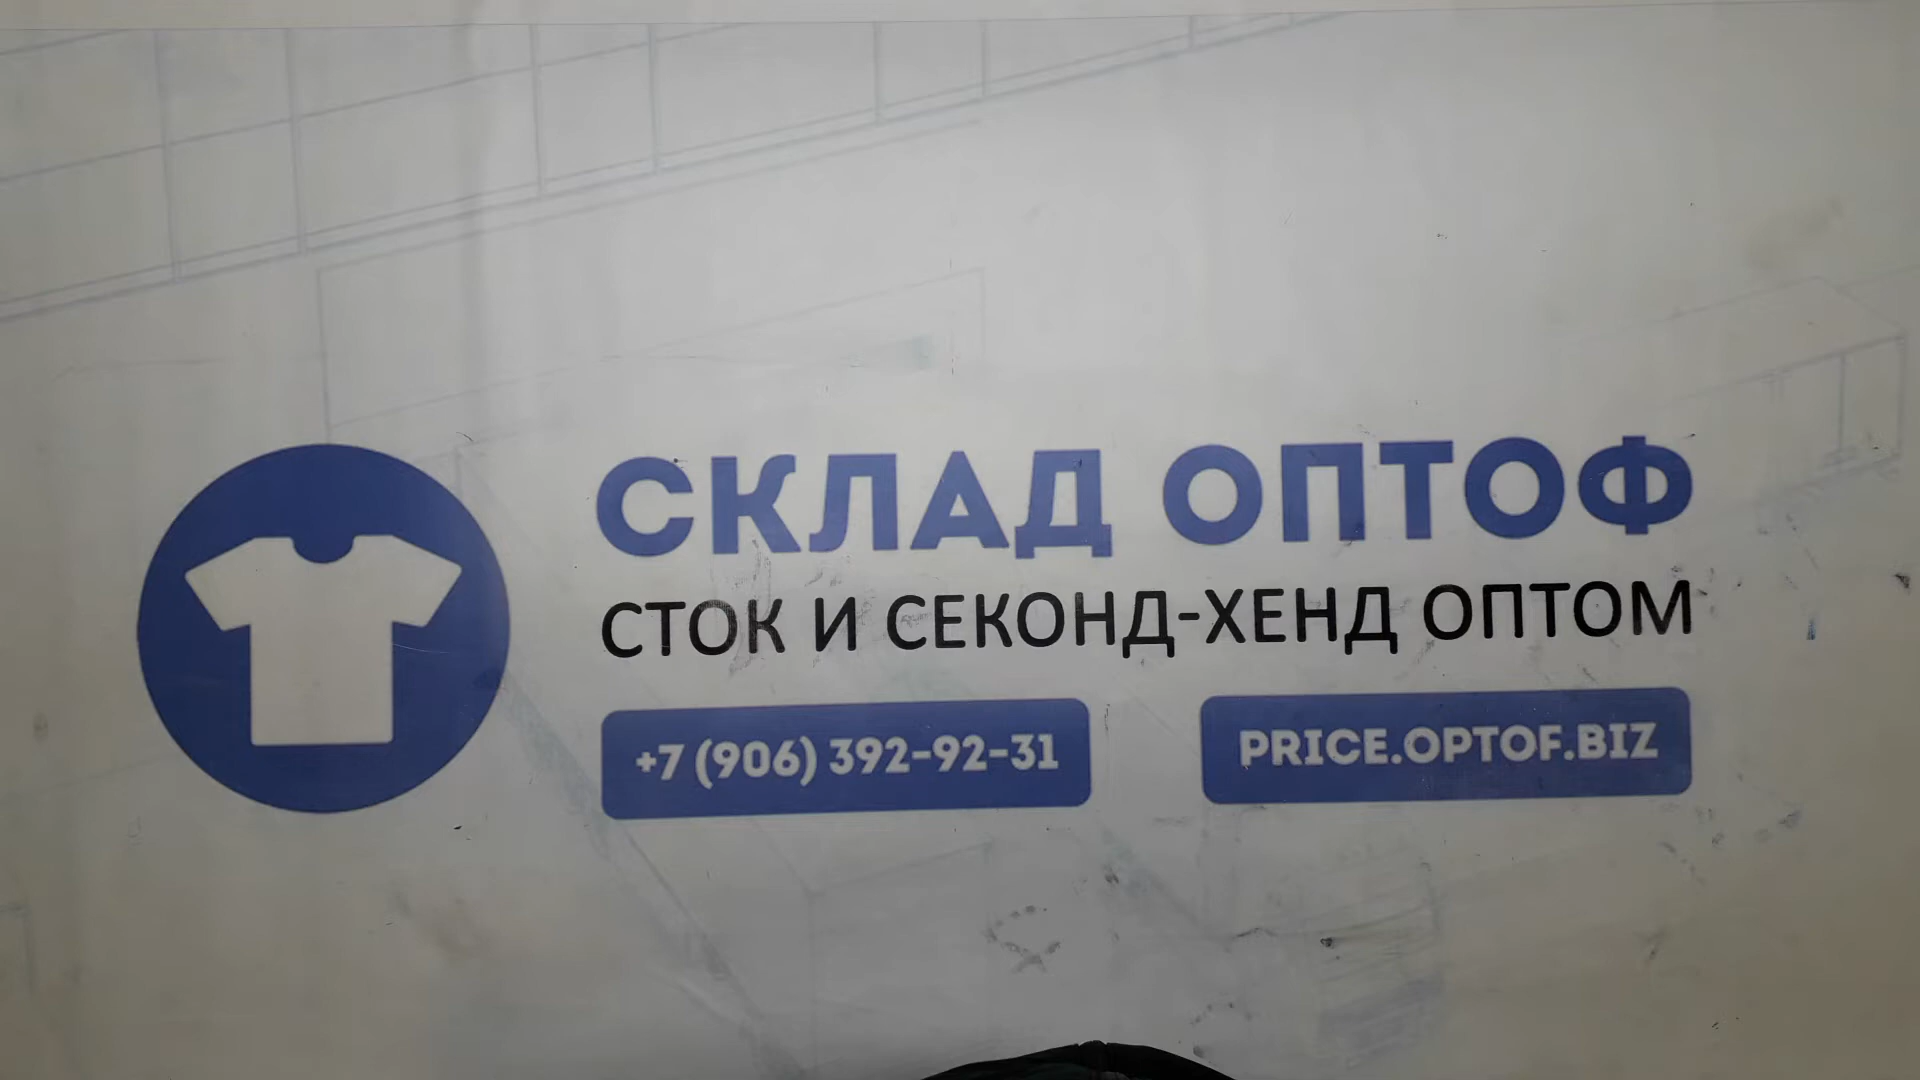 СКЛАД ОПТОФ
СТОК И СЕКОНД-ХЕНД ОПТОМ
+7 (906) 392-92-31
PRICE.OPTOF.BIZ